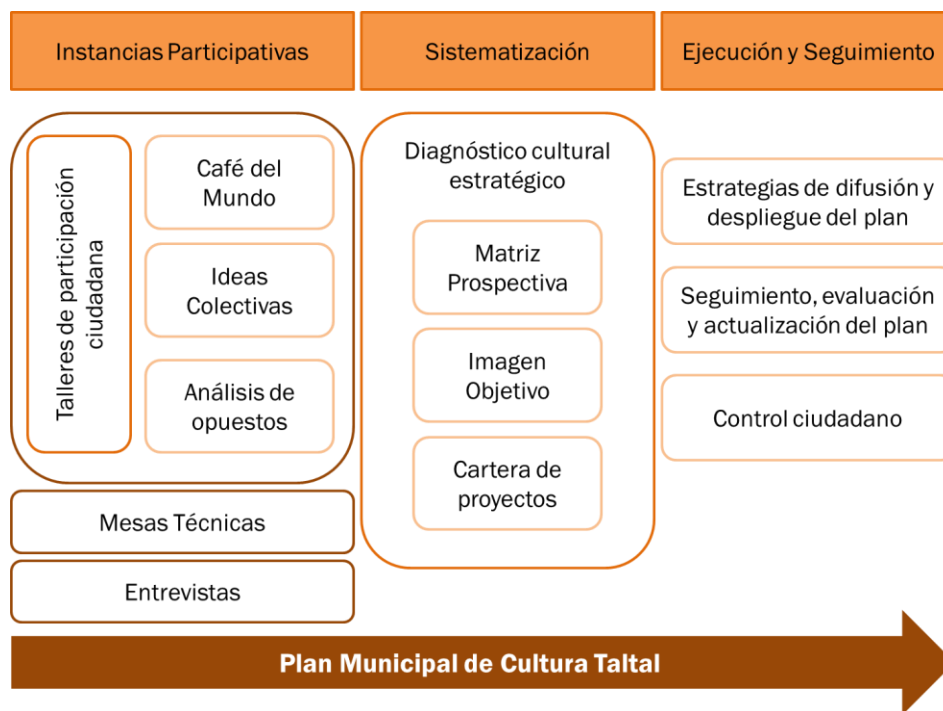 Instancias Participativas
Sistematización
Ejecución y Seguimiento
Talleres de participación
ciudadana
Café del
Mundo
Ideas
Colectivas
Análisis de
opuestos
Mesas Técnicas
Entrevistas
Diagnóstico cultural
estratégico
Matriz
Prospectiva
Imagen
Objetivo
Cartera de
proyectos
Estrategias de difusión y
despliegue del plan
Seguimiento, evaluación
y actualización del plan
Control ciudadano
Plan Municipal de Cultura Taltal